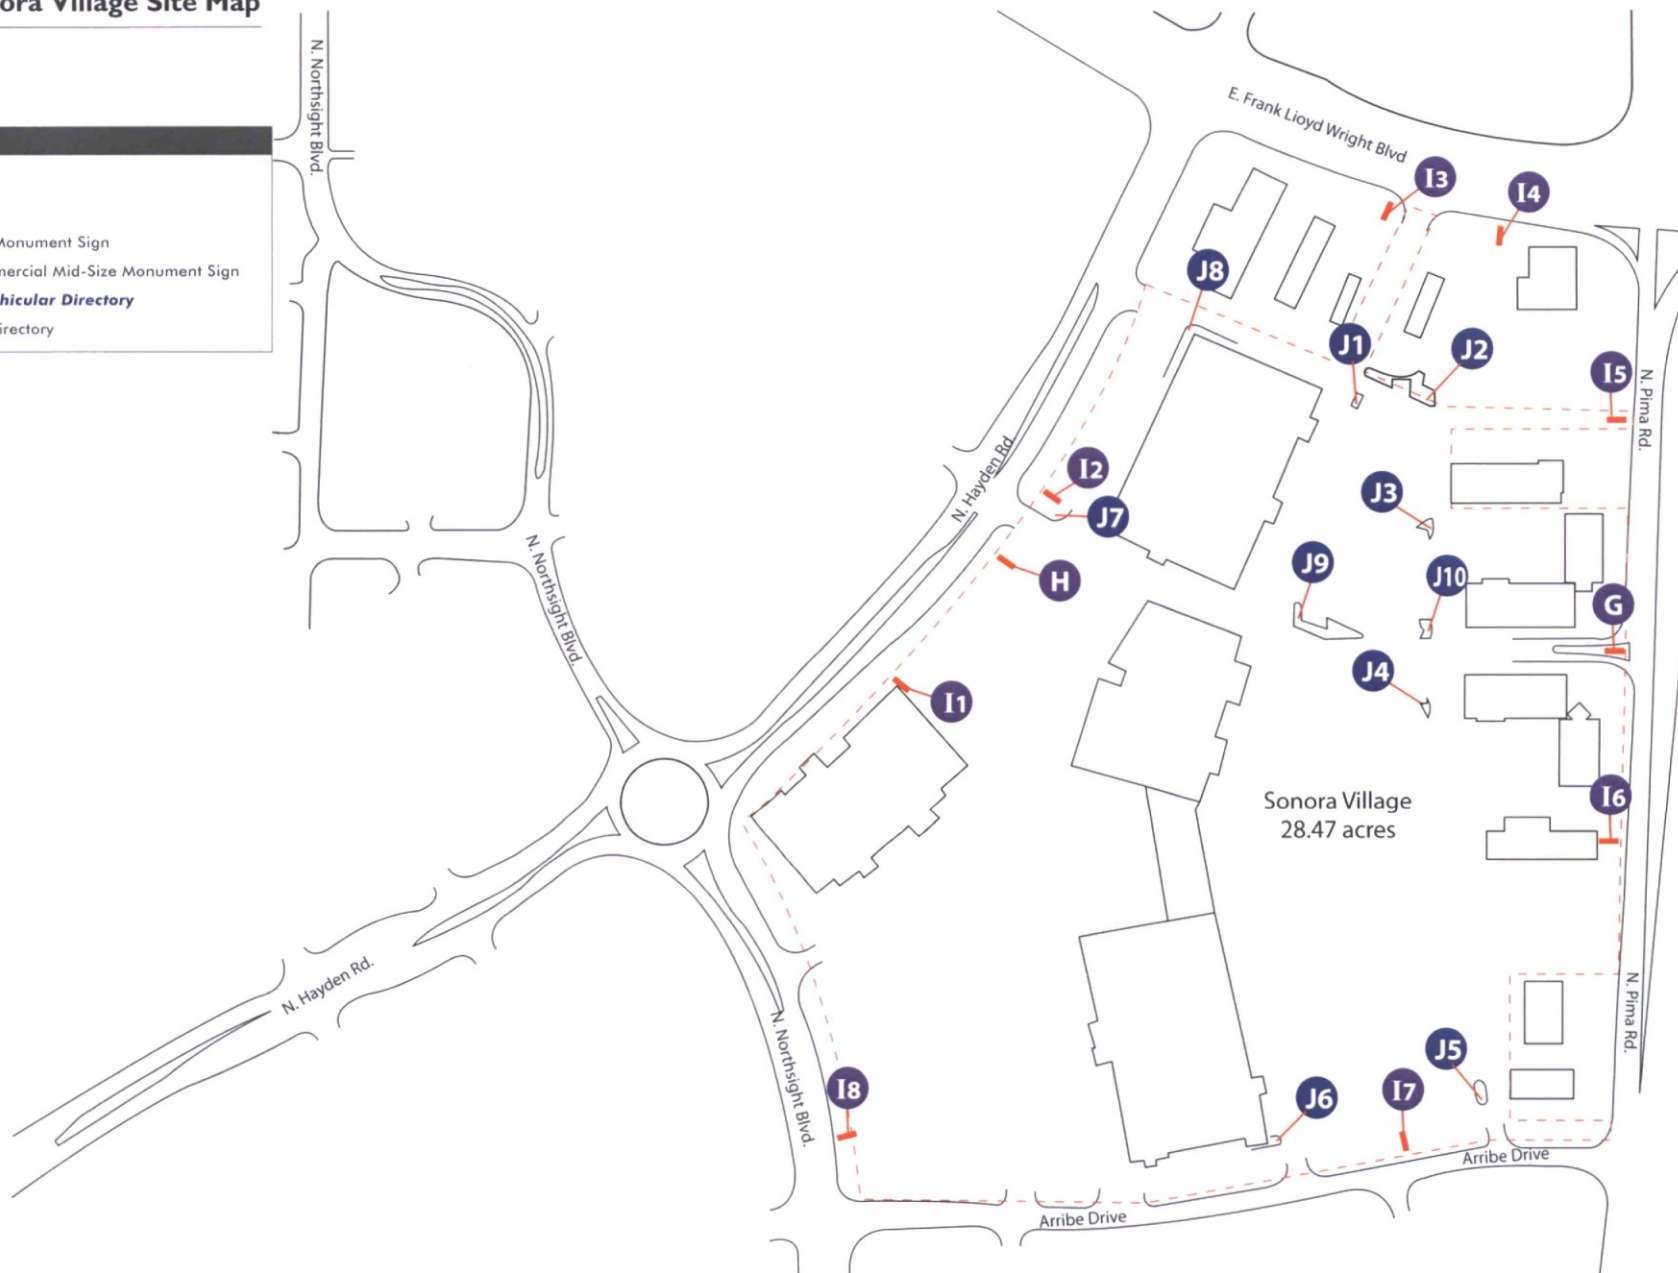 ora Village Site Map
N. Northsight Blvd.
Monument Sign
mercial Mid-Size Monument Sign
hicular Directory
irectory
E. Frank Lioyd Wright Blvd
I3
I4
J8
J1
J2
I5
N. Pima Rd.
N. Hayden Rd.
I2
J3
J7
N. Northsight Blvd.
J9
J10
H
G
J4
I1
I6
Sonora Village
28.47 acres
N. Hayden Rd.
N. Pima Rd.
N. Northsight Blvd.
J5
I8
I7
J6
Arribe Drive
Arribe Drive